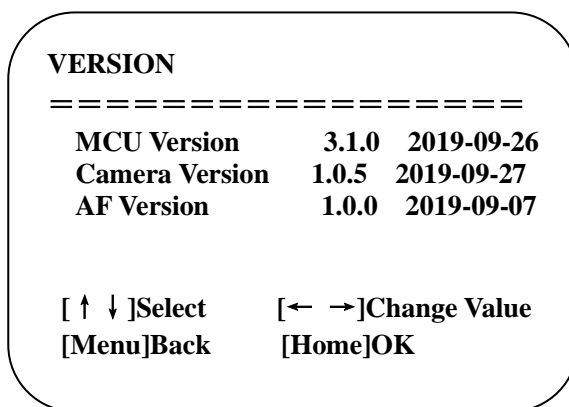 VERSION
=================
MCU Version 3.1.0 2019-09-26
Camera Version 1.0.5 2019-09-27
AF Version 1.0.0 2019-09-07
[↑ ↓]Select [← →]Change Value
[Menu]Back [Home]OK